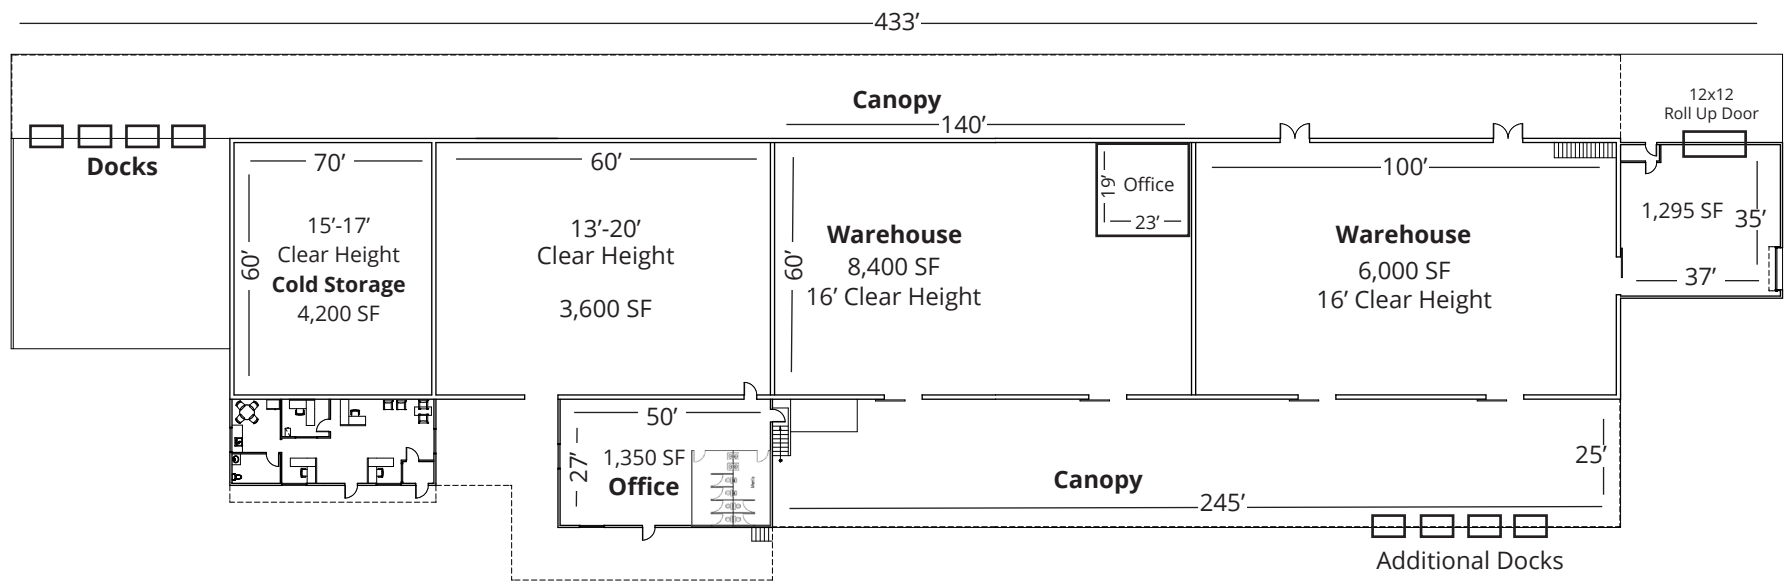 433’
Canopy
140’
12x12
Roll Up Door
Docks
70’
60’
100’
19’
Office
23’
15’-17’
Clear Height
Cold Storage
4,200 SF
60’
13’-20’
Clear Height
3,600 SF
60’
Warehouse
8,400 SF
16’ Clear Height
Warehouse
6,000 SF
16’ Clear Height
1,295 SF
35’
37’
50’
27’
1,350 SF
Office
25’
Canopy
245’
Additional Docks